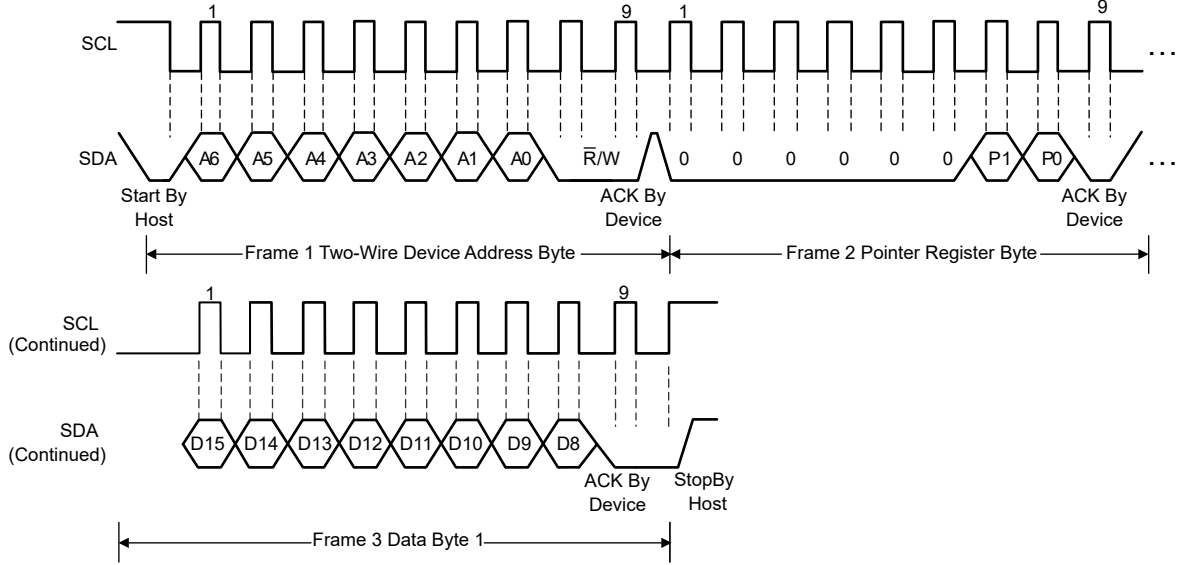 1 9 1 9
SCL ...
SDA A6 A5 A4 A3 A2 A1 A0 R̅/W 0 0 0 0 0 0 P1 P0 ...
Start By ACK By ACK By
Host Device Device
Frame 1 Two-Wire Device Address Byte Frame 2 Pointer Register Byte
1 9
SCL
(Continued)
SDA D15 D14 D13 D12 D11 D10 D9 D8
(Continued)
ACK By StopBy
Device Host
Frame 3 Data Byte 1